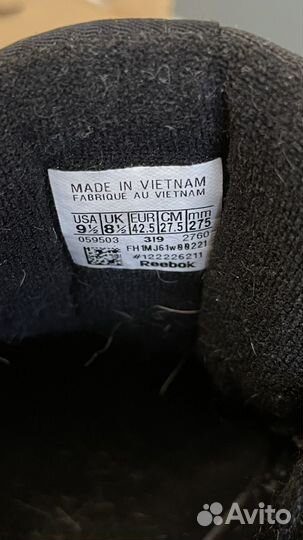 MADE IN VIETNAM
FABRIQUE AU VIETNAM
USA UK EUR CM mm
9½ 8½ 42.5 27.5 275
059503 319 2760
FH1MJ61w00221
#122226211
Reebok
Avito